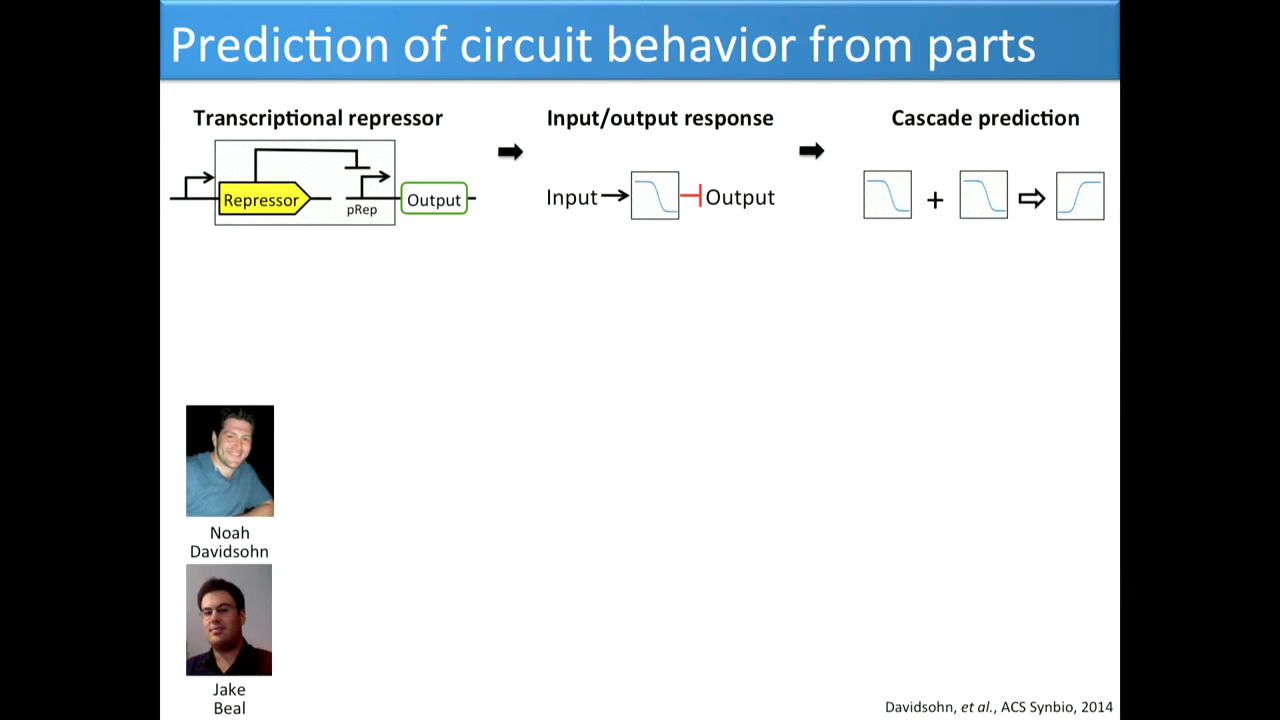 Prediction of circuit behavior from parts
Transcriptional repressor
Input/output response
Cascade prediction
Repressor
pRep
Output
Input
Output
+
Noah
Davidsohn
Jake
Beal
Davidsohn, et al., ACS Synbio, 2014